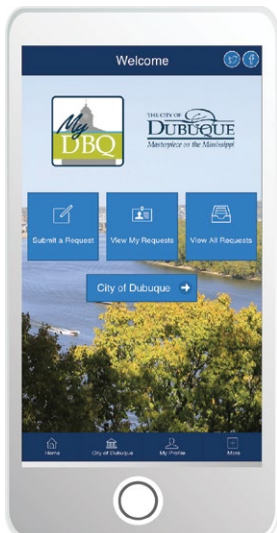 Welcome
My
DBQ
THE CITY OF
DUBUQUE
Masterpiece on the Mississippi
Submit a Request
View My Requests
View All Requests
City of Dubuque
Home
City of Dubuque
My Profile
More